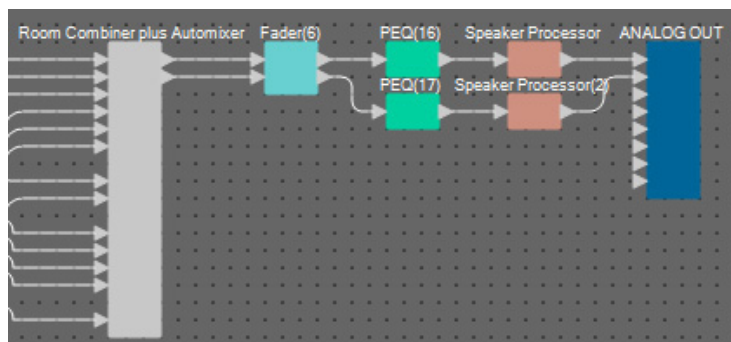 Room Combiner plus Automixer
Fader(6)
PEQ(16)
Speaker Processor
ANALOG OUT
PEQ(17)
Speaker Processor(2)